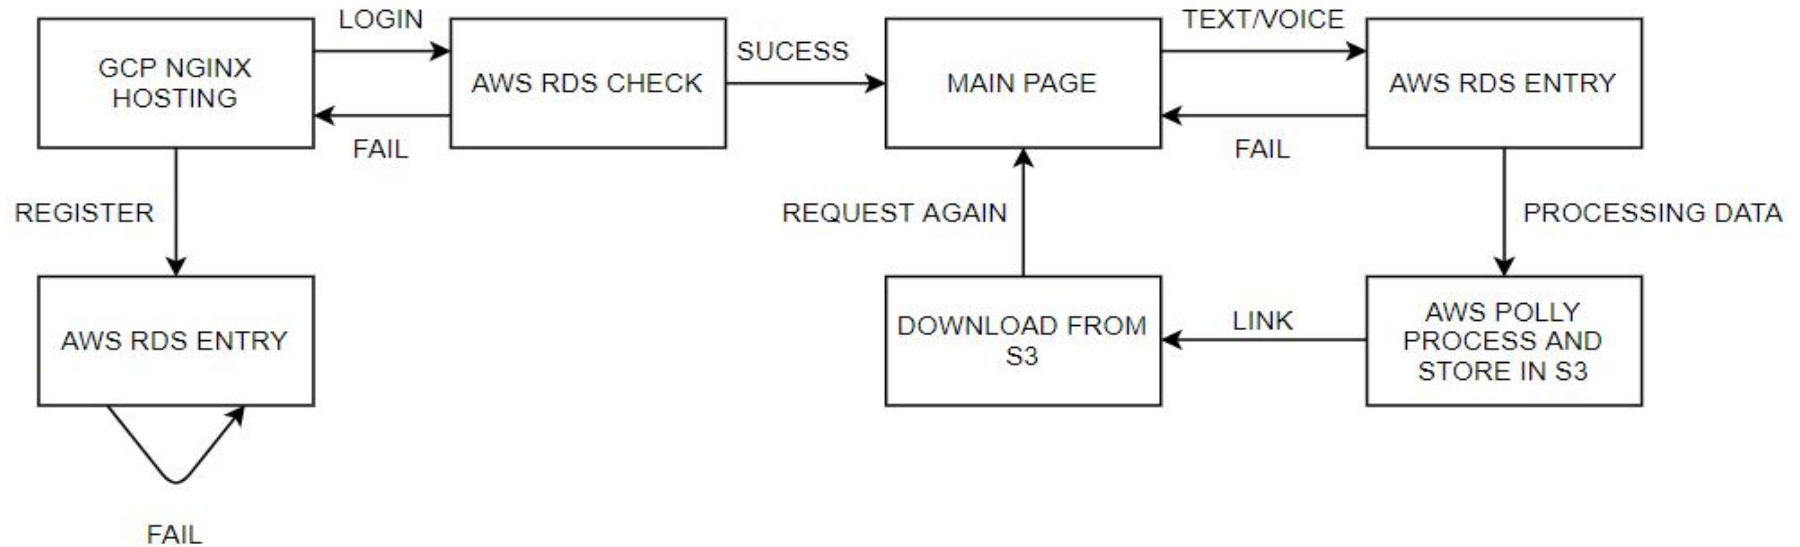 LOGIN
TEXT/VOICE
GCP NGINX
HOSTING
AWS RDS CHECK
SUCESS
MAIN PAGE
AWS RDS ENTRY
FAIL
FAIL
REGISTER
REQUEST AGAIN
PROCESSING DATA
AWS RDS ENTRY
DOWNLOAD FROM
S3
LINK
AWS POLLY
PROCESS AND
STORE IN S3
FAIL